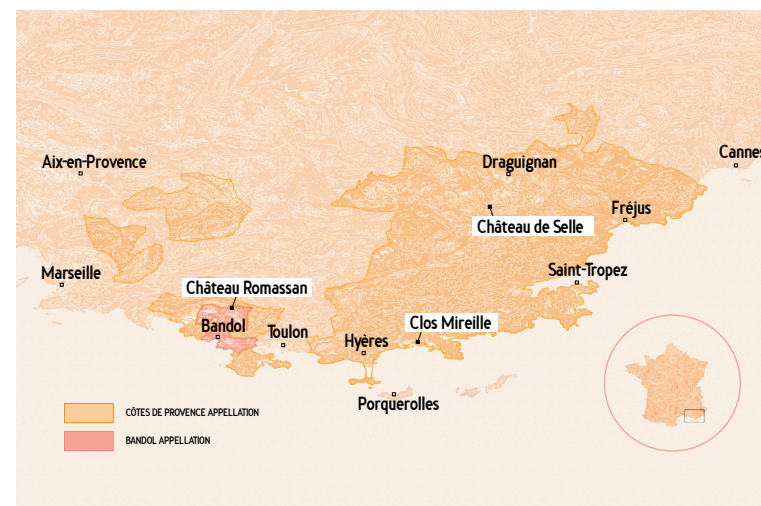 Cannes
Aix-en-Provence
Draguignan
Fréjus
Château de Selle
Marseille
Saint-Tropez
Château Romassan
Bandol
Toulon
Clos Mireille
Hyères
Porquerolles
CÔTES DE PROVENCE APPELLATION
BANDOL APPELLATION